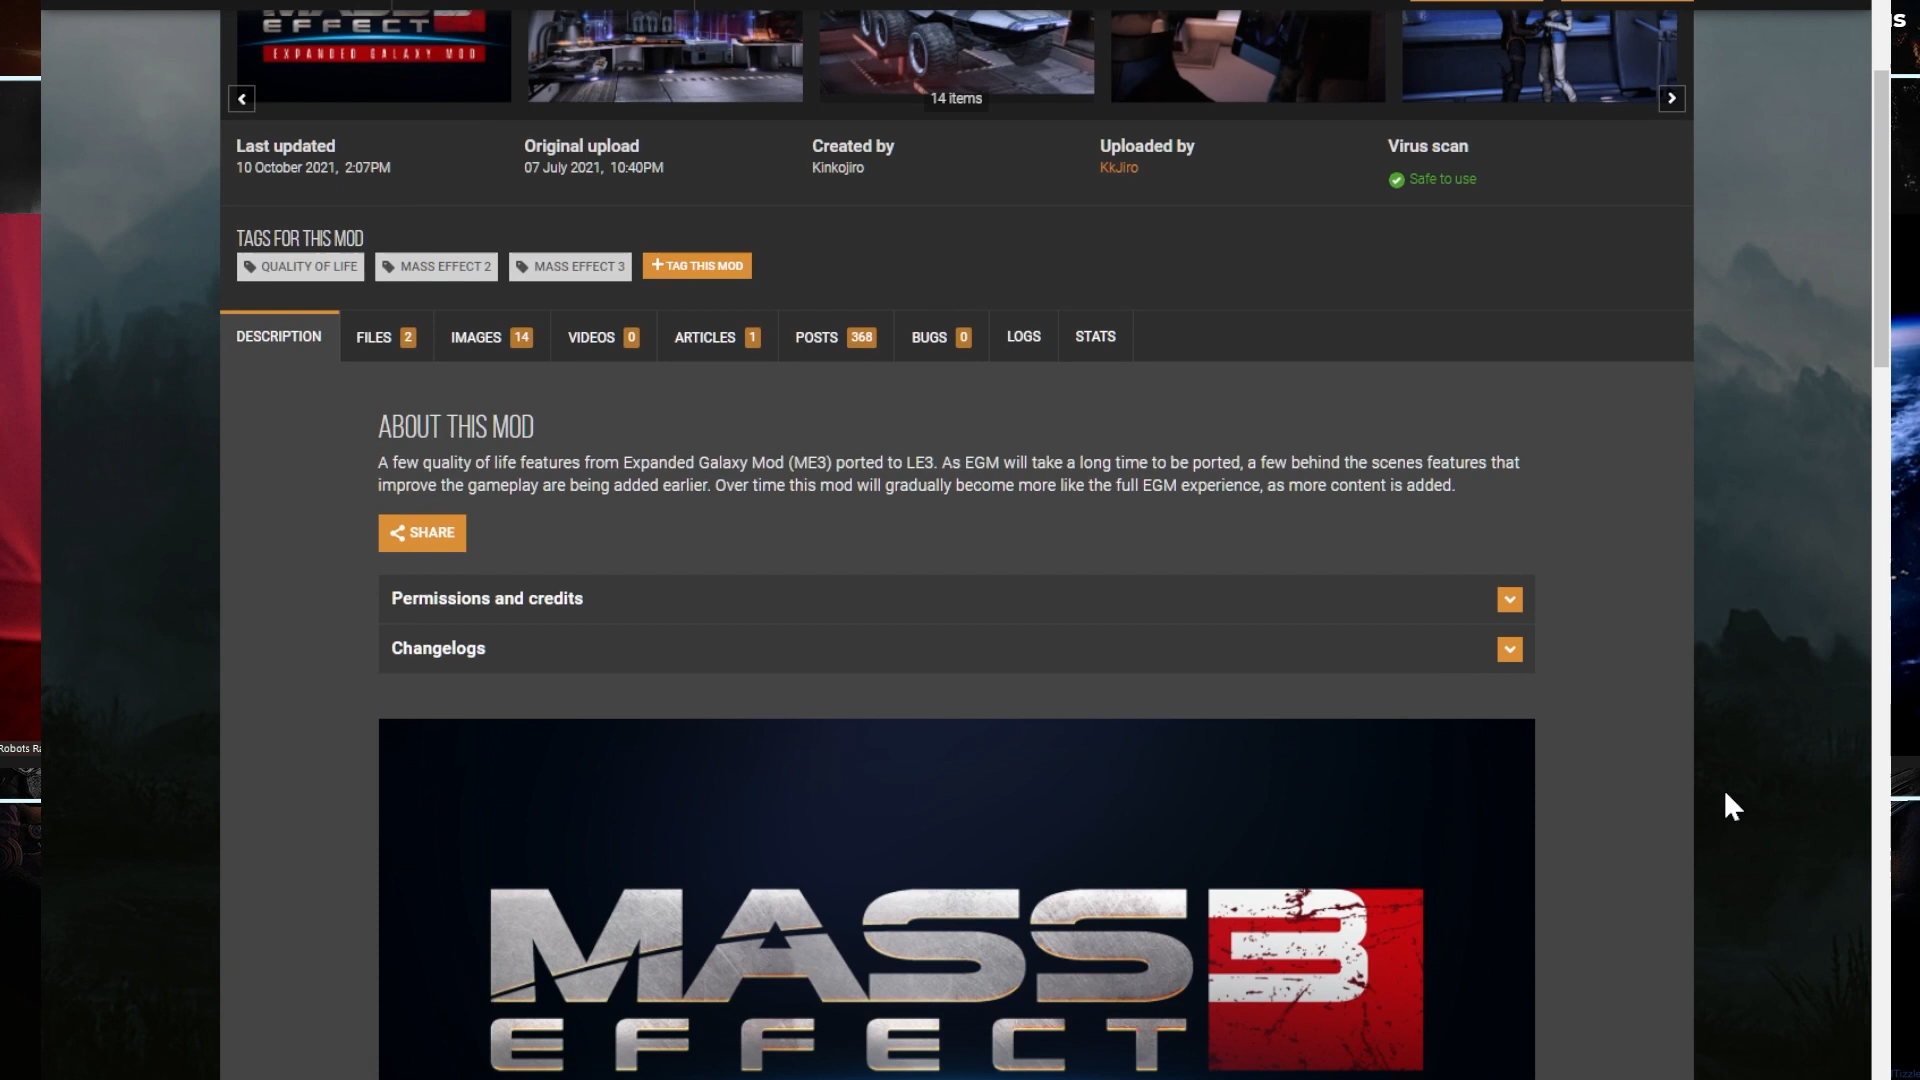 EFFECT
EXPANDED GALAXY MOD
14 items
Last updated
10 October 2021, 2:07PM
Original upload
07 July 2021, 10:40PM
Created by
Kinkojiro
Uploaded by
KkJiro
Virus scan
Safe to use
TAGS FOR THIS MOD
QUALITY OF LIFE
MASS EFFECT 2
MASS EFFECT 3
TAG THIS MOD
DESCRIPTION
FILES 2
IMAGES 14
VIDEOS 0
ARTICLES 1
POSTS 368
BUGS 0
LOGS
STATS
ABOUT THIS MOD
A few quality of life features from Expanded Galaxy Mod (ME3) ported to LE3. As EGM will take a long time to be ported, a few behind the scenes features that
improve the gameplay are being added earlier. Over time this mod will gradually become more like the full EGM experience, as more content is added.
SHARE
Permissions and credits
Changelogs
MASS 3
EFFECT
Robots